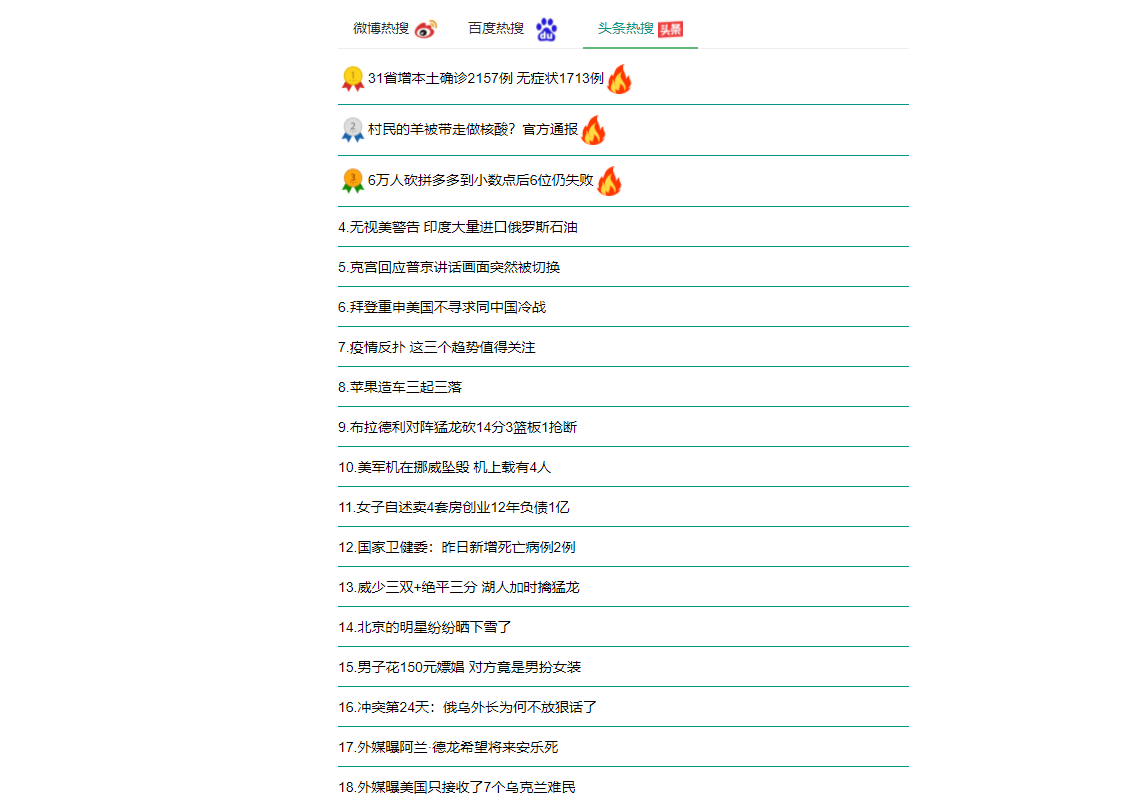 微博热搜 百度热搜 du 头条热搜 头条
1 31省增本土确诊2157例 无症状1713例
2 村民的羊被带走做核酸？官方通报
3 6万人砍拼多多到小数点后6位仍失败
4.无视美警告 印度大量进口俄罗斯石油
5.克宫回应普京讲话画面突然被切换
6.拜登重申美国不寻求同中国冷战
7.疫情反扑 这三个趋势值得关注
8.苹果造车三起三落
9.布拉德利对阵猛龙砍14分3篮板1抢断
10.美军机在挪威坠毁 机上载有4人
11.女子自述卖4套房创业12年负债1亿
12.国家卫健委：昨日新增死亡病例2例
13.威少三双+绝平三分 湖人加时擒猛龙
14.北京的明星纷纷晒下雪了
15.男子花150元嫖娼 对方竟是男扮女装
16.冲突第24天：俄乌外长为何不放狠话了
17.外媒曝阿兰·德龙希望将来安乐死
18.外媒曝美国只接收了7个乌克兰难民